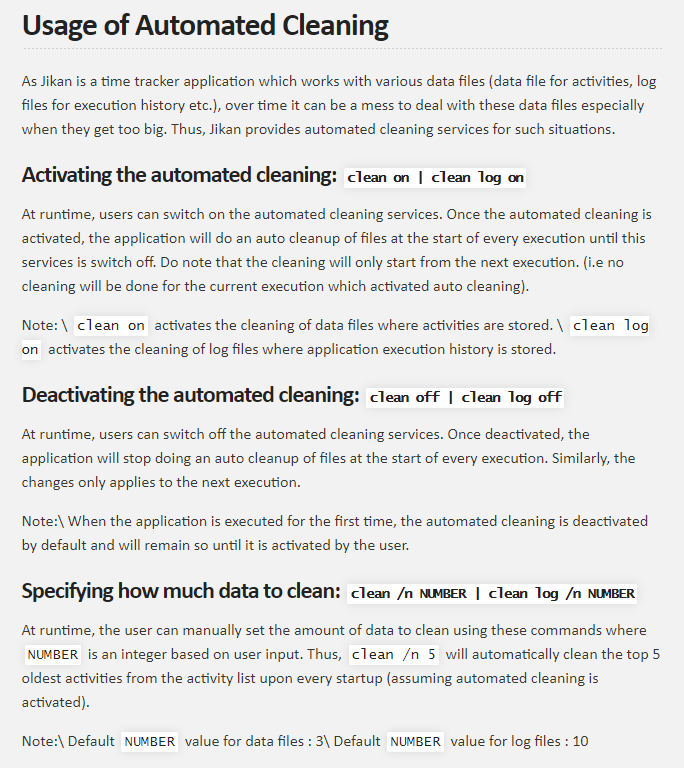 Usage of Automated Cleaning
As Jikan is a time tracker application which works with various data files (data file for activities, log
files for execution history etc.), over time it can be a mess to deal with these data files especially
when they get too big. Thus, Jikan provides automated cleaning services for such situations.
Activating the automated cleaning: clean on | clean log on
At runtime, users can switch on the automated cleaning services. Once the automated cleaning is
activated, the application will do an auto cleanup of files at the start of every execution until this
services is switch off. Do note that the cleaning will only start from the next execution. (i.e no
cleaning will be done for the current execution which activated auto cleaning).
Note: \ clean on activates the cleaning of data files where activities are stored. \ clean log
on activates the cleaning of log files where application execution history is stored.
Deactivating the automated cleaning: clean off | clean log off
At runtime, users can switch off the automated cleaning services. Once deactivated, the
application will stop doing an auto cleanup of files at the start of every execution. Similarly, the
changes only applies to the next execution.
Note:\ When the application is executed for the first time, the automated cleaning is deactivated
by default and will remain so until it is activated by the user.
Specifying how much data to clean: clean /n NUMBER | clean log /n NUMBER
At runtime, the user can manually set the amount of data to clean using these commands where
NUMBER is an integer based on user input. Thus, clean /n 5 will automatically clean the top 5
oldest activities from the activity list upon every startup (assuming automated cleaning is
activated).
Note:\ Default NUMBER value for data files : 3\ Default NUMBER value for log files : 10